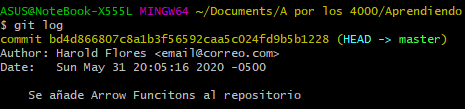 ASUS@NoteBook-X555L MINGW64 ~/Documents/A por los 4000/Aprendiendo
$ git log
commit bd4d866807c8a1b3f56592caa5c024fd9b5b1228 (HEAD -> master)
Author: Harold Flores <email@correo.com>
Date:   Sun May 31 20:05:16 2020 -0500
    Se añade Arrow Funcitons al repositorio